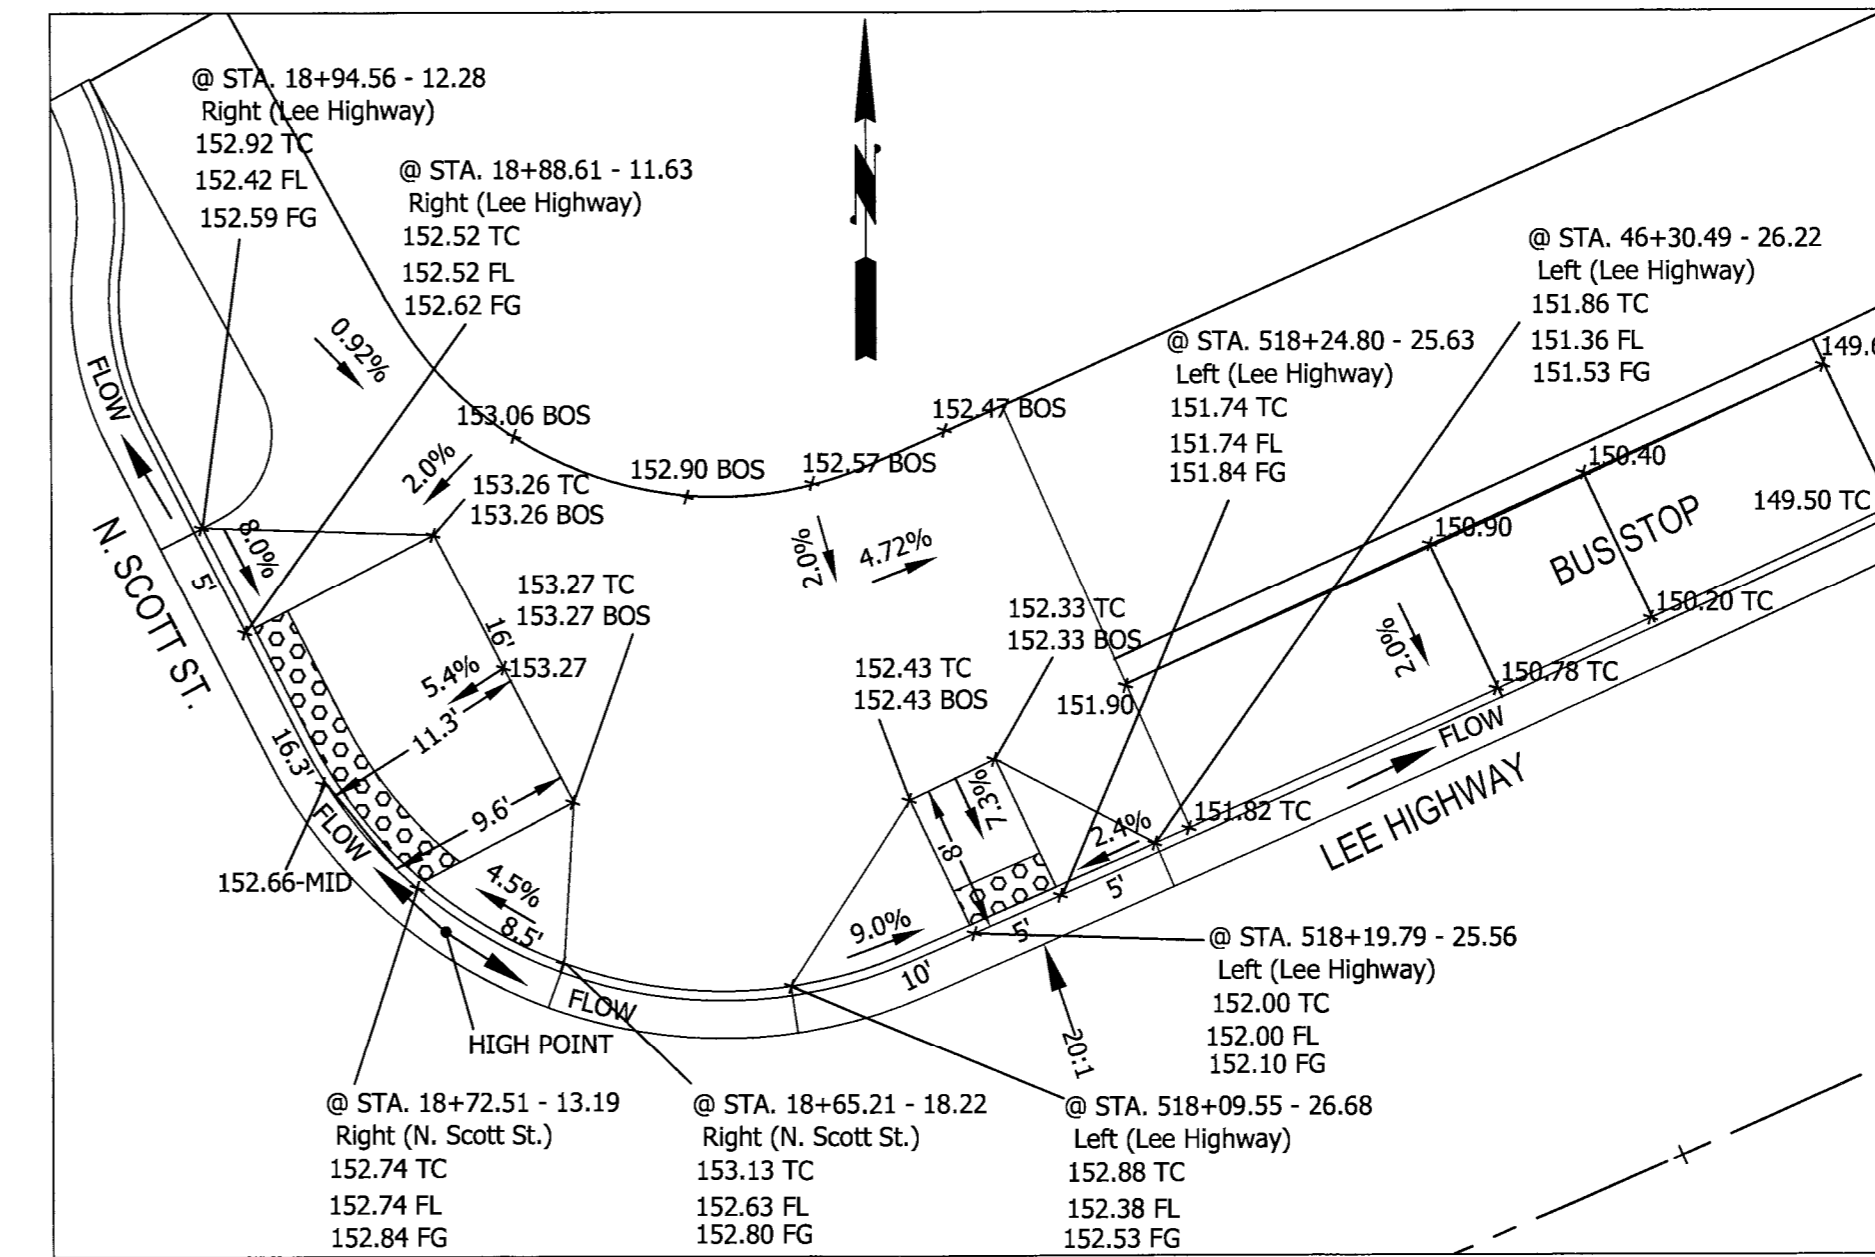 @ STA. 18+94.56 - 12.28
Right (Lee Highway)
152.92 TC
152.42 FL
152.59 FG
@ STA. 18+88.61 - 11.63
Right (Lee Highway)
152.52 TC
152.52 FL
152.62 FG
N
@ STA. 46+30.49 - 26.22
Left (Lee Highway)
151.86 TC
151.36 FL
151.53 FG
@ STA. 518+24.80 - 25.63
Left (Lee Highway)
151.74 TC
151.74 FL
151.84 FG
0.92%
FLOW
153.06 BOS
152.47 BOS
2.0%
152.90 BOS
152.57 BOS
153.26 TC
153.26 BOS
150.40
149.50 TC
150.90
BUS STOP
N. SCOTT ST.
5'
8.0%
2.0%
4.72%
153.27 TC
153.27 BOS
16'
153.27
5.4%
11.3'
152.33 TC
152.33 BOS
152.43 TC
152.43 BOS
151.90
2.0%
150.20 TC
150.78 TC
FLOW
LEE HIGHWAY
16.3'
FLOW
9.6'
7.3%
8'
2.4%
151.82 TC
5'
152.66-MID
4.5%
8.5'
9.0%
10'
5'
FLOW
HIGH POINT
20:1
@ STA. 518+19.79 - 25.56
Left (Lee Highway)
152.00 TC
152.00 FL
152.10 FG
@ STA. 18+72.51 - 13.19
Right (N. Scott St.)
152.74 TC
152.74 FL
152.84 FG
@ STA. 18+65.21 - 18.22
Right (N. Scott St.)
153.13 TC
152.63 FL
152.80 FG
@ STA. 518+09.55 - 26.68
Left (Lee Highway)
152.88 TC
152.38 FL
152.53 FG